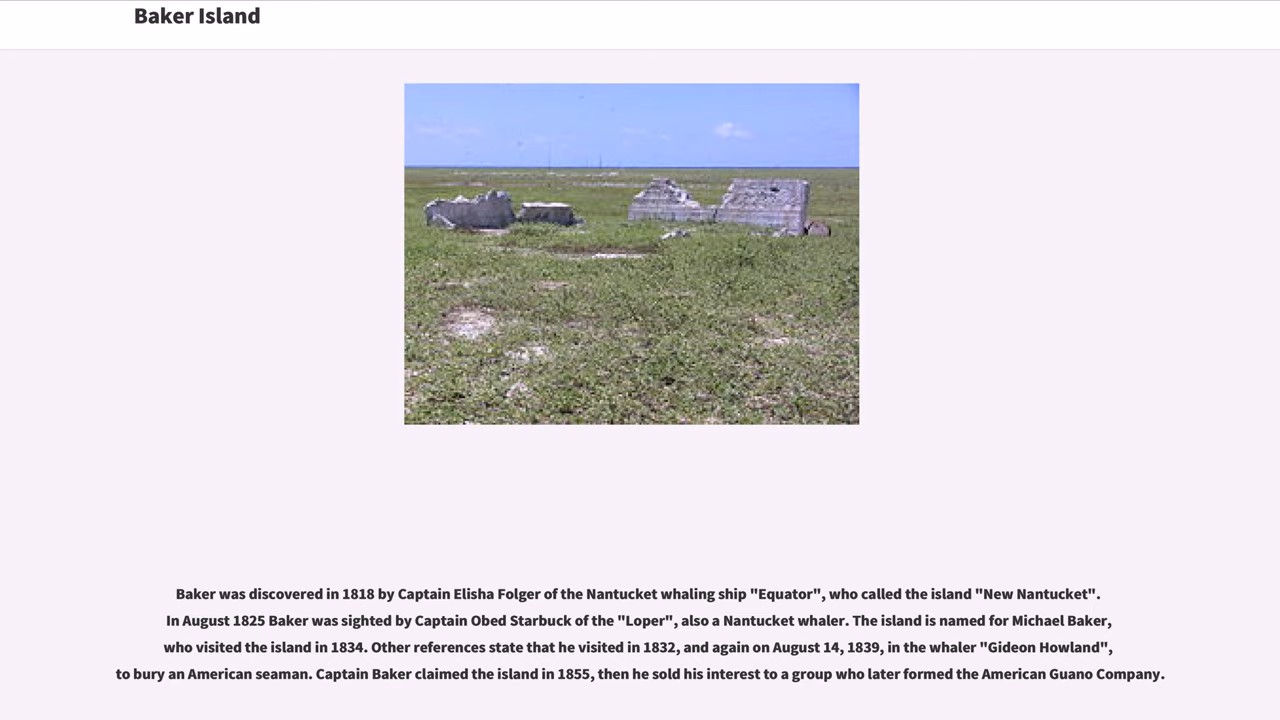 Baker Island
Baker was discovered in 1818 by Captain Elisha Folger of the Nantucket whaling ship "Equator", who called the island "New Nantucket".
In August 1825 Baker was sighted by Captain Obed Starbuck of the "Loper", also a Nantucket whaler. The island is named for Michael Baker,
who visited the island in 1834. Other references state that he visited in 1832, and again on August 14, 1839, in the whaler "Gideon Howland",
to bury an American seaman. Captain Baker claimed the island in 1855, then he sold his interest to a group who later formed the American Guano Company.